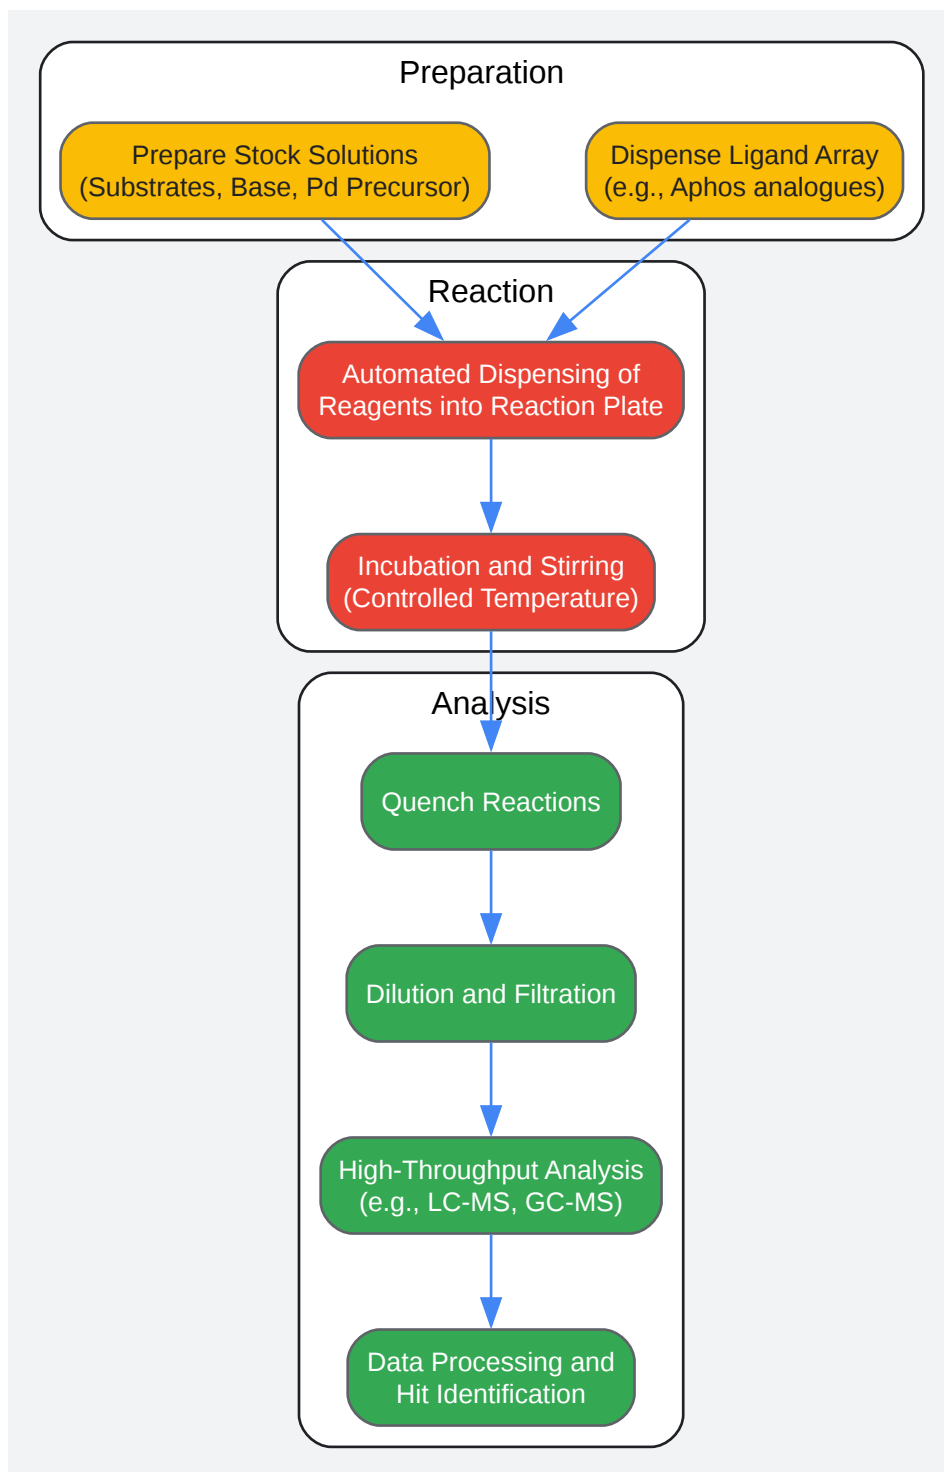 Preparation
Prepare Stock Solutions
(Substrates, Base, Pd Precursor)
Dispense Ligand Array
(e.g., Aphos analogues)
Reaction
Automated Dispensing of
Reagents into Reaction Plate
Incubation and Stirring
(Controlled Temperature)
Analysis
Quench Reactions
Dilution and Filtration
High-Throughput Analysis
(e.g., LC-MS, GC-MS)
Data Processing and
Hit Identification